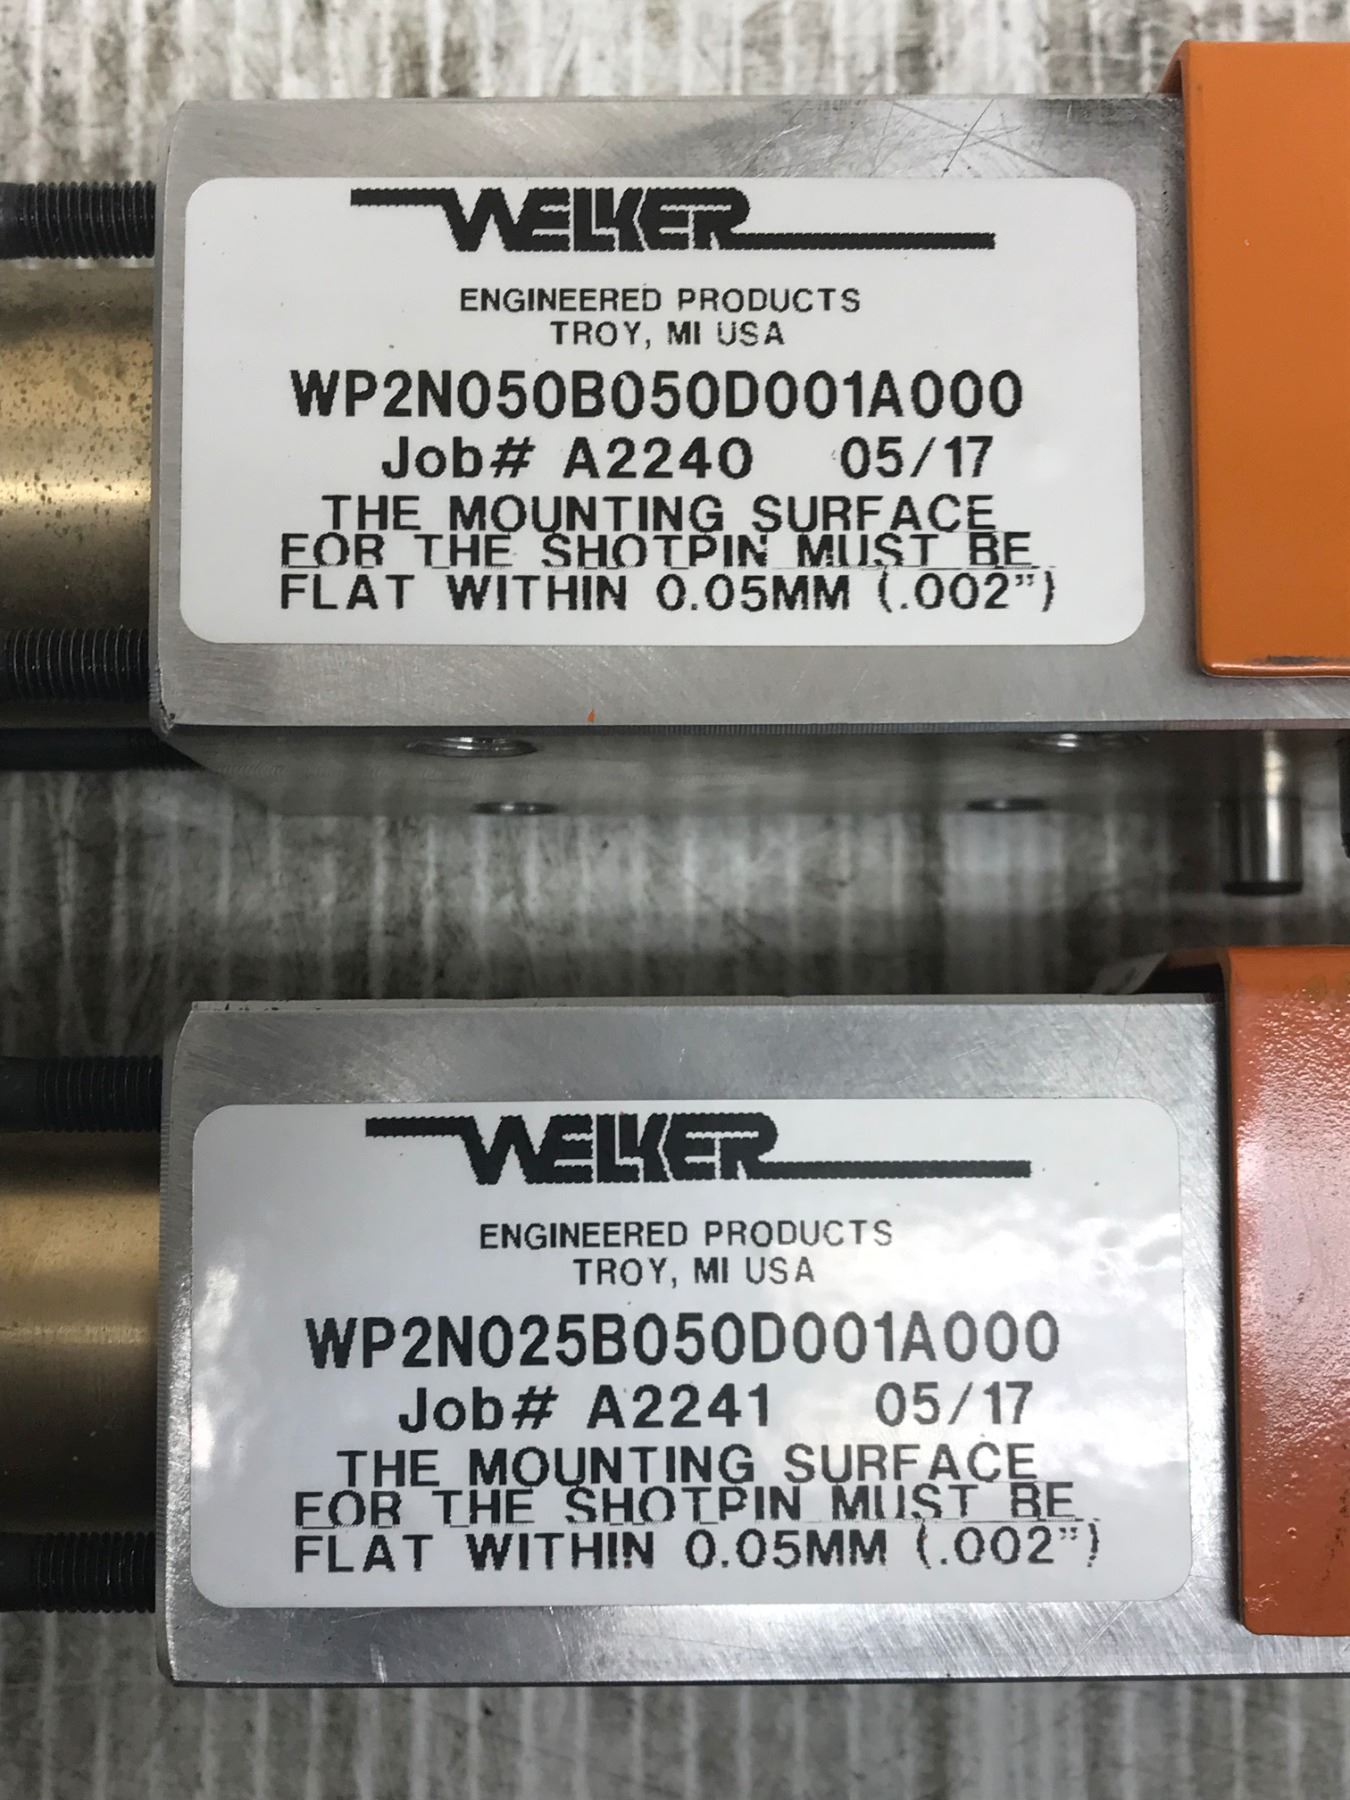 WELKER
ENGINEERED PRODUCTS
TROY, MI USA
WP2N050B050D001A000
Job# A2240 05/17
THE MOUNTING SURFACE
FOR THE SHOTPIN MUST BE
FLAT WITHIN 0.05MM (.002")
WELKER
ENGINEERED PRODUCTS
TROY, MI USA
WP2N025B050D001A000
Job# A2241 05/17
THE MOUNTING SURFACE
FOR THE SHOTPIN MUST BE
FLAT WITHIN 0.05MM (.002")